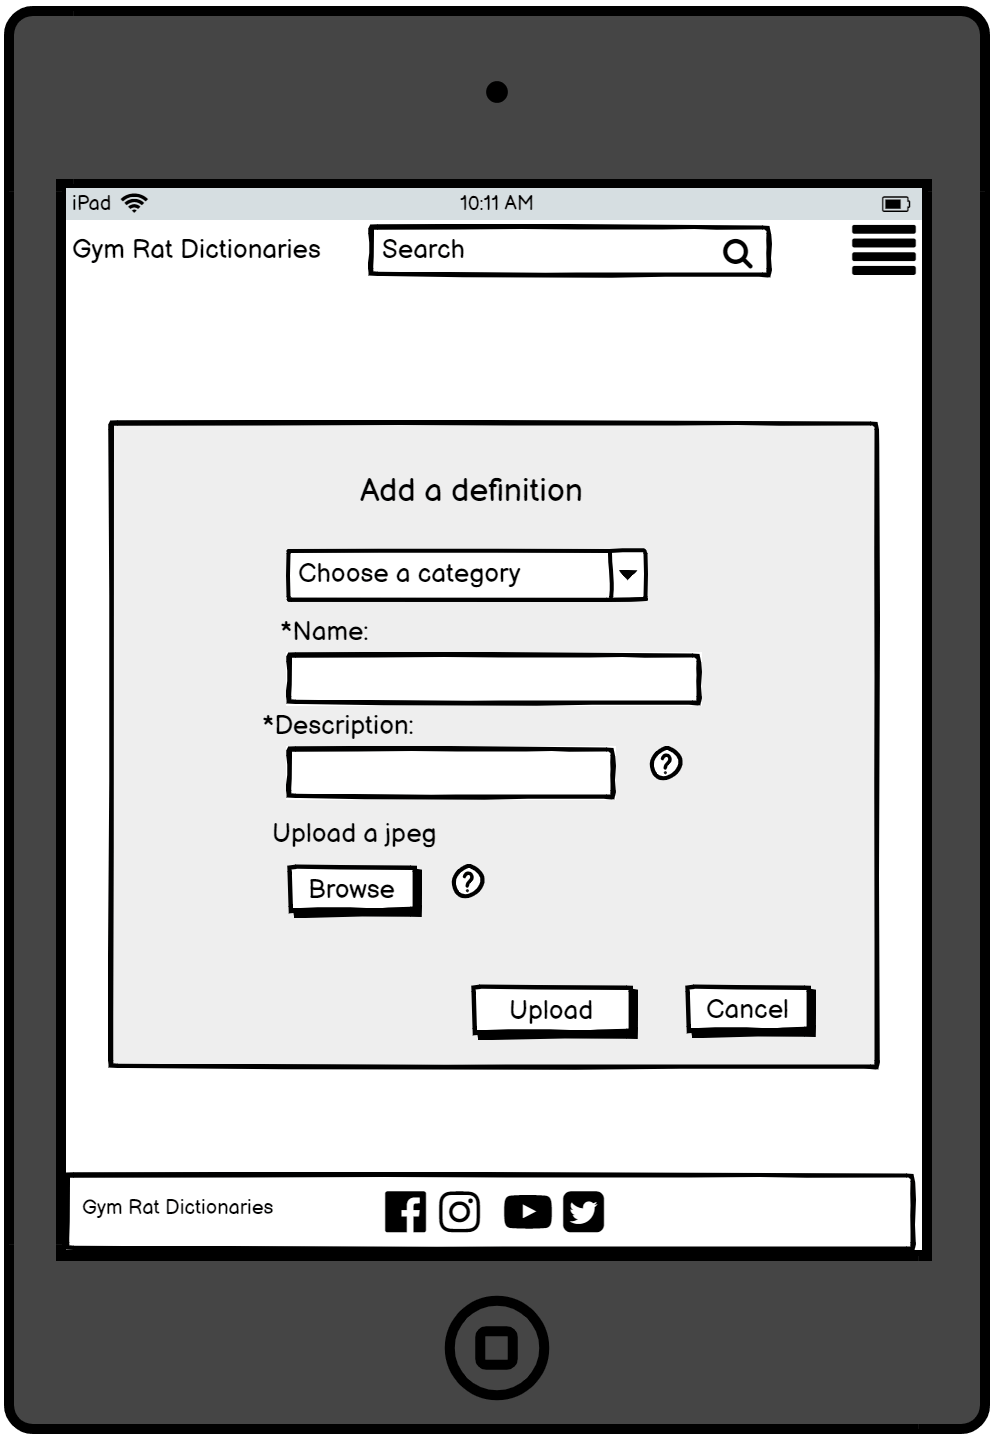 iPad 10:11 AM
Gym Rat Dictionaries Search
Add a definition
Choose a category
*Name:
*Description:
?
Upload a jpeg
Browse ?
Upload Cancel
Gym Rat Dictionaries